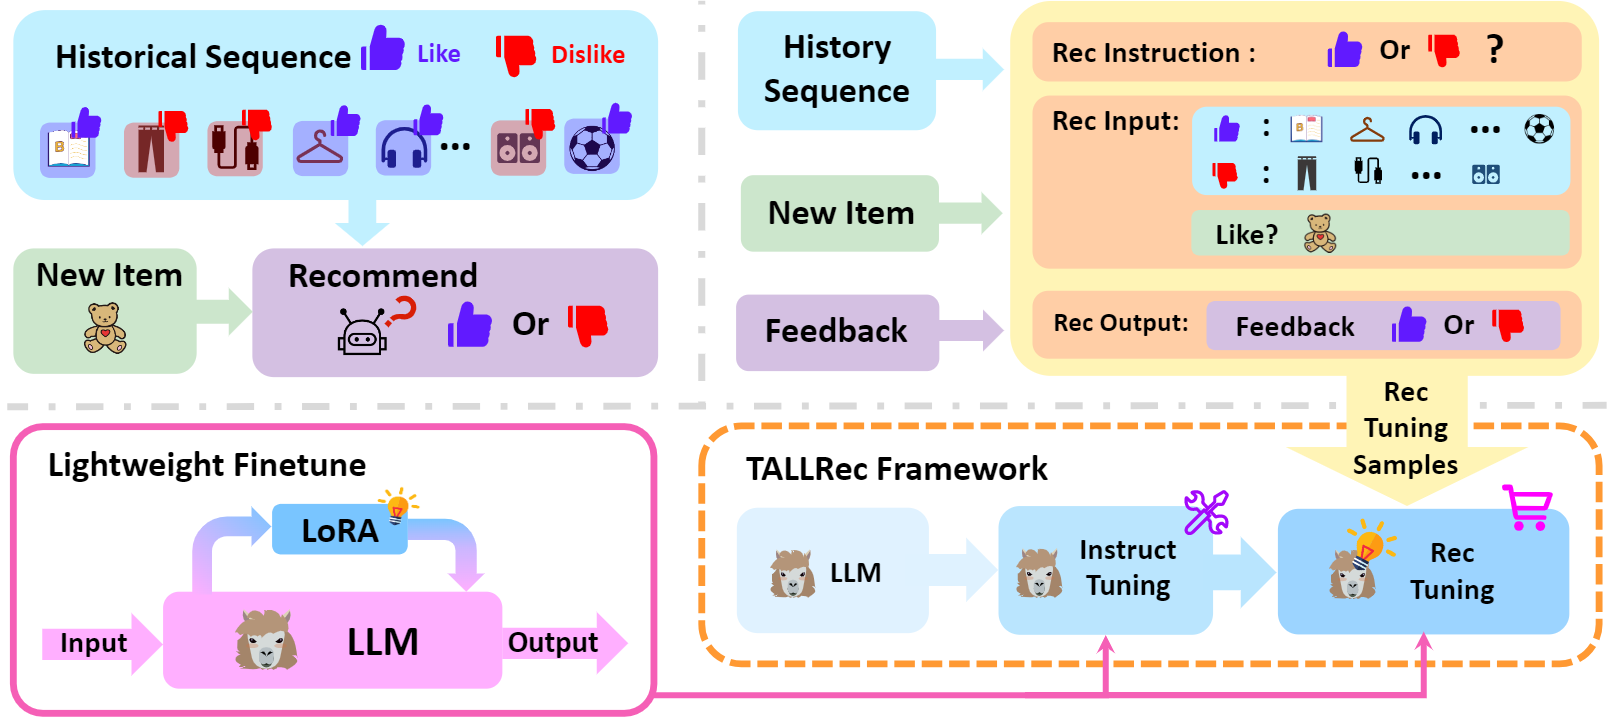 Historical Sequence Like Dislike
B
...
New Item
Recommend
Or
History
Sequence
New Item
Feedback
Rec Instruction : Or ?
Rec Input: : B ...
: ...
Like?
Rec Output: Feedback Or
Rec
Tuning
Samples
Lightweight Finetune
LoRA
Input LLM Output
TALLRec Framework
LLM
Instruct
Tuning
Rec
Tuning